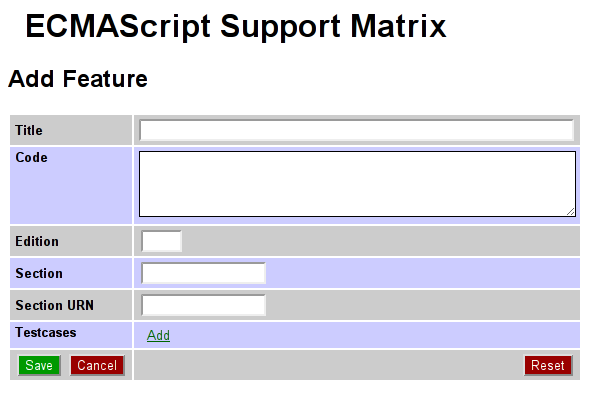 ECMAScript Support Matrix
Add Feature
Title
Code
Edition
Section
Section URN
Testcases Add
Save Cancel Reset